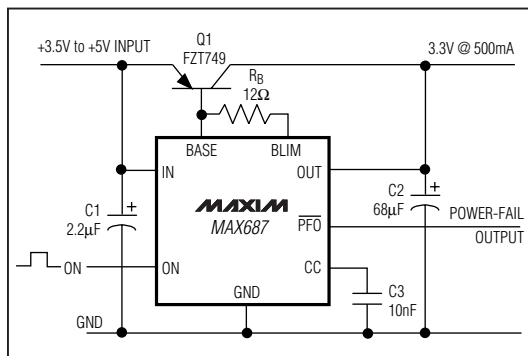 Q1
FZT749
+3.5V to +5V INPUT
3.3V @ 500mA
RB
12Ω
BASE
BLIM
IN
OUT
C1
2.2µF
+
MAXIM
MAX687
C2
68µF
+
PFO
POWER-FAIL
OUTPUT
ON
ON
CC
GND
C3
10nF
GND